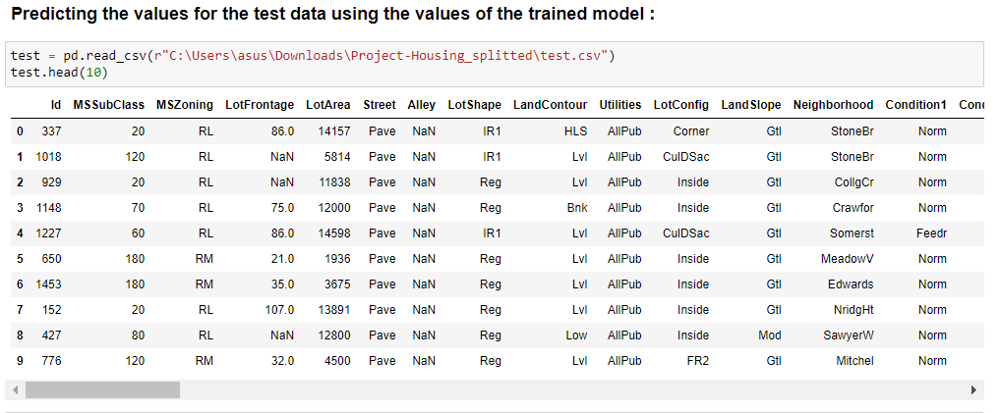 Predicting the values for the test data using the values of the trained model :
test = pd.read_csv(r"C:\Users\asus\Downloads\Project-Housing_splitted\test.csv")
test.head(10)
Id MSSubClass MSZoning LotFrontage LotArea Street Alley LotShape LandContour Utilities LotConfig LandSlope Neighborhood Condition1 Cond
0 337 20 RL 86.0 14157 Pave NaN IR1 HLS AllPub Corner Gtl StoneBr Norm
1 1018 120 RL NaN 5814 Pave NaN IR1 Lvl AllPub CulDSac Gtl StoneBr Norm
2 929 20 RL NaN 11838 Pave NaN Reg Lvl AllPub Inside Gtl CollgCr Norm
3 1148 70 RL 75.0 12000 Pave NaN Reg Bnk AllPub Inside Gtl Crawfor Norm
4 1227 60 RL 86.0 14598 Pave NaN IR1 Lvl AllPub CulDSac Gtl Somerst Feedr
5 650 180 RM 21.0 1936 Pave NaN Reg Lvl AllPub Inside Gtl MeadowV Norm
6 1453 180 RM 35.0 3675 Pave NaN Reg Lvl AllPub Inside Gtl Edwards Norm
7 152 20 RL 107.0 13891 Pave NaN Reg Lvl AllPub Inside Gtl NridgHt Norm
8 427 80 RL NaN 12800 Pave NaN Reg Low AllPub Inside Mod SawyerW Norm
9 776 120 RM 32.0 4500 Pave NaN Reg Lvl AllPub FR2 Gtl Mitchel Norm